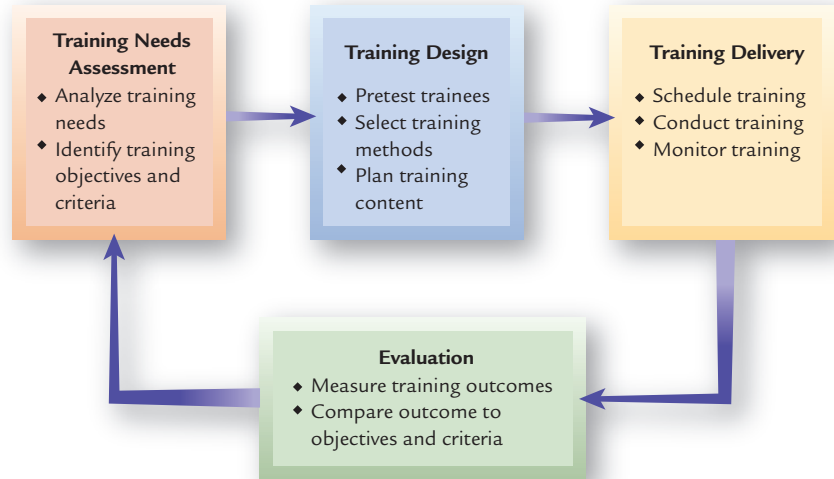 Training Needs
Assessment
◆ Analyze training
needs
◆ Identify training
objectives and
criteria
Training Design
◆ Pretest trainees
◆ Select training
methods
◆ Plan training
content
Training Delivery
◆ Schedule training
◆ Conduct training
◆ Monitor training
Evaluation
◆ Measure training outcomes
◆ Compare outcome to
objectives and criteria